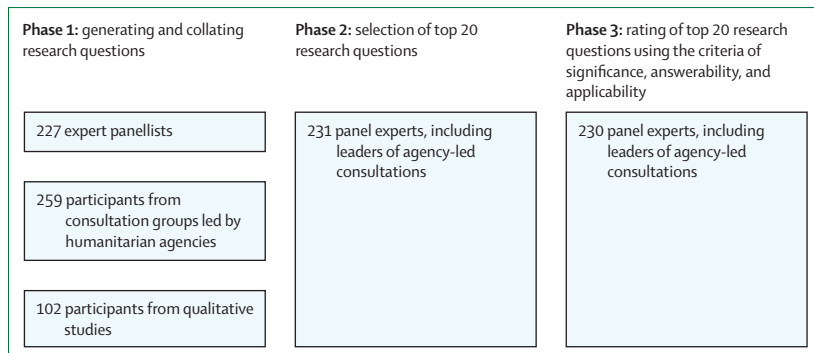 Phase 1: generating and collating
research questions
227 expert panellists
259 participants from
consultation groups led by
humanitarian agencies
102 participants from qualitative
studies
Phase 2: selection of top 20
research questions
231 panel experts, including
leaders of agency-led
consultations
Phase 3: rating of top 20 research
questions using the criteria of
significance, answerability, and
applicability
230 panel experts, including
leaders of agency-led
consultations